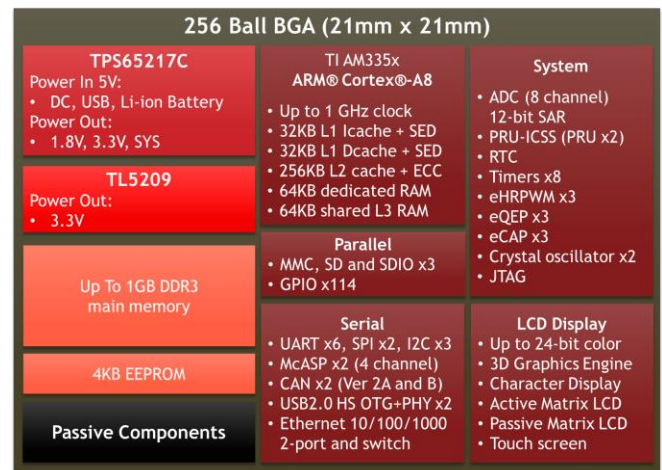 256 Ball BGA (21mm x 21mm)
TPS65217C
Power In 5V:
• DC, USB, Li-ion Battery
Power Out:
• 1.8V, 3.3V, SYS
TL5209
Power Out:
• 3.3V
Up To 1GB DDR3
main memory
4KB EEPROM
Passive Components
TI AM335x
ARM® Cortex®-A8
• Up to 1 GHz clock
• 32KB L1 Icache + SED
• 32KB L1 Dcache + SED
• 256KB L2 cache + ECC
• 64KB dedicated RAM
• 64KB shared L3 RAM
Parallel
• MMC, SD and SDIO x3
• GPIO x114
Serial
• UART x6, SPI x2, I2C x3
• McASP x2 (4 channel)
• CAN x2 (Ver 2A and B)
• USB2.0 HS OTG+PHY x2
• Ethernet 10/100/1000
2-port and switch
System
• ADC (8 channel)
12-bit SAR
• PRU-ICSS (PRU x2)
• RTC
• Timers x8
• eHRPWM x3
• eQEP x3
• eCAP x3
• Crystal oscillator x2
• JTAG
LCD Display
• Up to 24-bit color
• 3D Graphics Engine
• Character Display
• Active Matrix LCD
• Passive Matrix LCD
• Touch screen